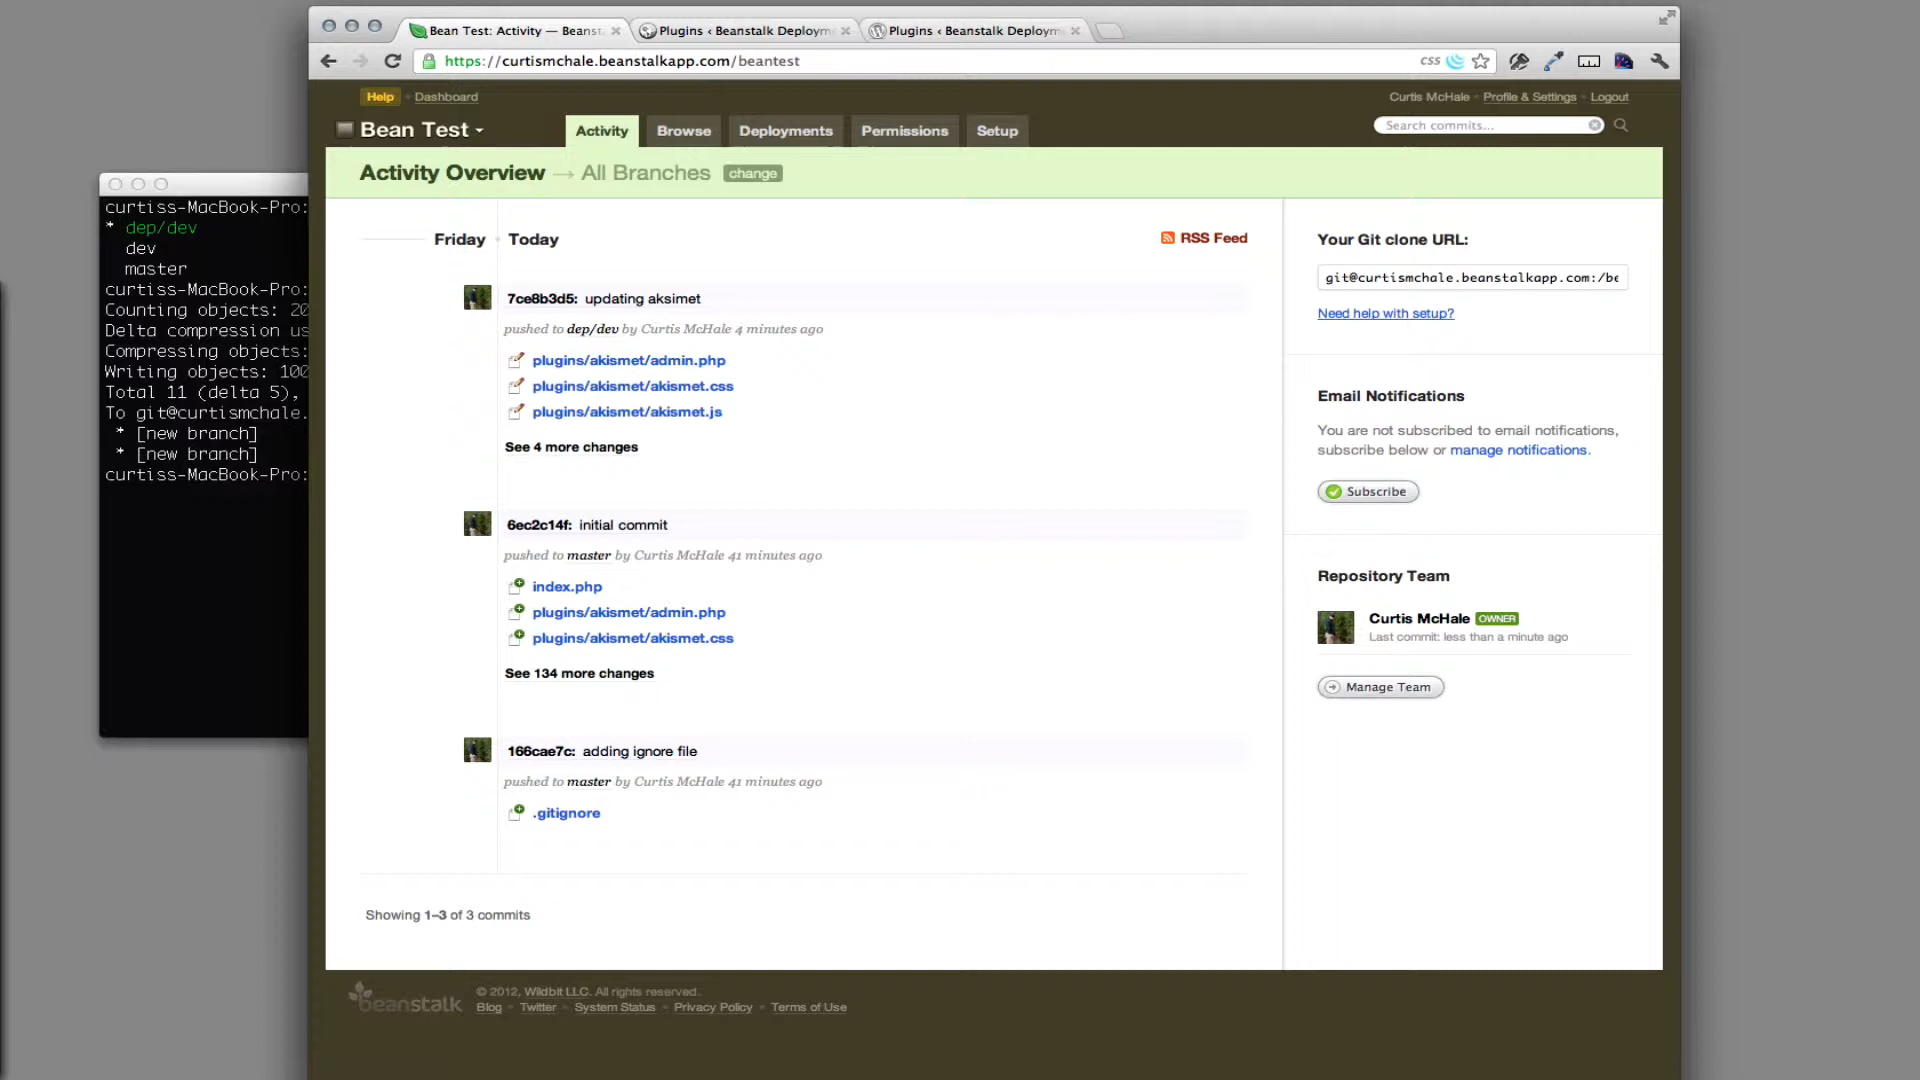 Bean Test: Activity — Beanst
Plugins ‹ Beanstalk Deploym
Plugins ‹ Beanstalk Deploym
https://curtismchale.beanstalkapp.com/beantest
CSS
Help
Dashboard
Curtis McHale
Profile & Settings
Logout
Bean Test
Activity
Browse
Deployments
Permissions
Setup
Search commits...
Activity Overview → All Branches
change
curtiss-MacBook-Pro:
* dep/dev
dev
master
curtiss-MacBook-Pro:
Counting objects: 20
Delta compression us
Compressing objects:
Writing objects: 100
Total 11 (delta 5),
To git@curtismchale.
* [new branch]
* [new branch]
curtiss-MacBook-Pro:
Friday
Today
RSS Feed
7ce8b3d5: updating aksimet
pushed to dep/dev by Curtis McHale 4 minutes ago
plugins/akismet/admin.php
plugins/akismet/akismet.css
plugins/akismet/akismet.js
See 4 more changes
6ec2c14f: initial commit
pushed to master by Curtis McHale 41 minutes ago
index.php
plugins/akismet/admin.php
plugins/akismet/akismet.css
See 134 more changes
166cae7c: adding ignore file
pushed to master by Curtis McHale 41 minutes ago
.gitignore
Showing 1–3 of 3 commits
Your Git clone URL:
git@curtismchale.beanstalkapp.com:/be
Need help with setup?
Email Notifications
You are not subscribed to email notifications,
subscribe below or manage notifications.
Subscribe
Repository Team
Curtis McHale OWNER
Last commit: less than a minute ago
Manage Team
beanstalk
© 2012, Wildbit LLC. All rights reserved.
Blog
Twitter
System Status
Privacy Policy
Terms of Use